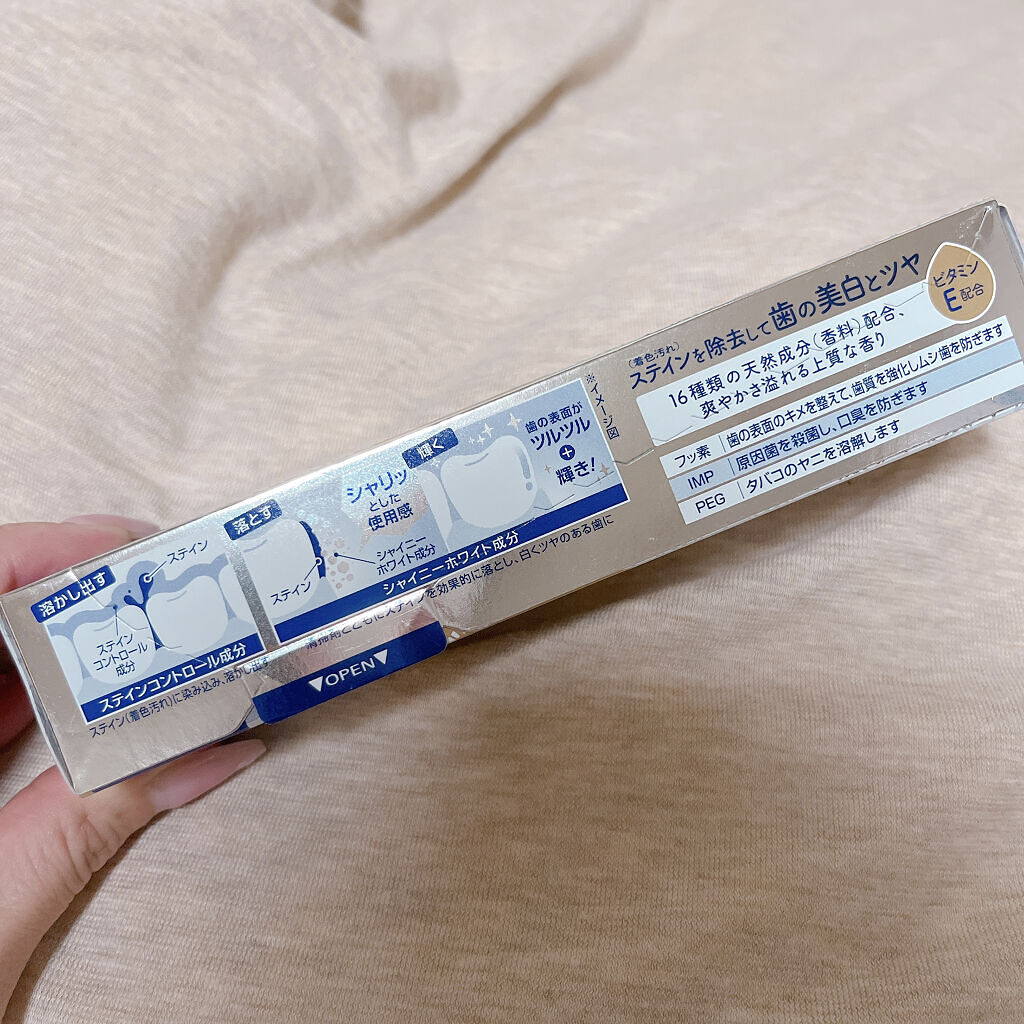 溶かし出す
ステイン
ステイン
コントロール
成分
ステインコントロール成分
ステイン(着色汚れ)に染み込み、溶かし出す
落とす
シャリッ
とした
使用感
ステイン
シャイニー
ホワイト成分
輝く
歯の表面が
ツルツル
+
輝き!
シャイニーホワイト成分
清掃剤とともにステインを効果的に落とし、白くツヤのある歯に
※イメージ図
▼OPEN▼
(着色汚れ)
ステインを除去して歯の美白とツヤ
ビタミン
E配合
16種類の天然成分(香料)配合、
爽やかさ溢れる上質な香り
フッ素 歯の表面のキメを整えて、歯質を強化しムシ歯を防ぎます
IMP 原因菌を殺菌し、口臭を防ぎます
PEG タバコのヤニを溶解します